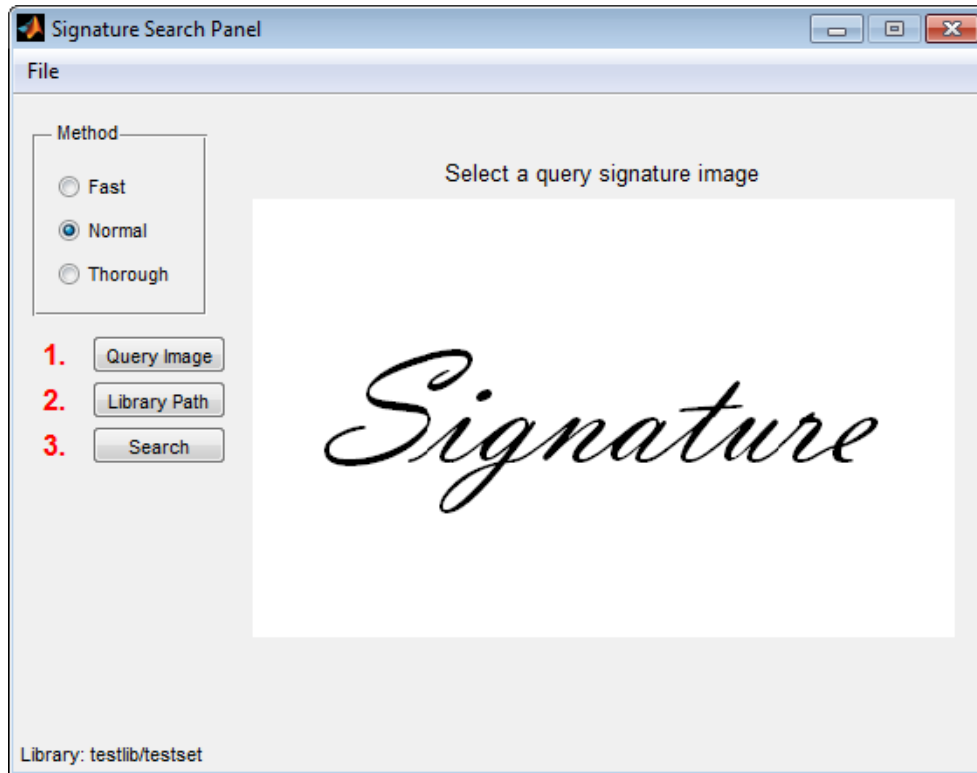 Signature Search Panel
File
Method
Fast
Normal
Thorough
1. Query Image
2. Library Path
3. Search
Select a query signature image
Signature
Library: testlib/testset